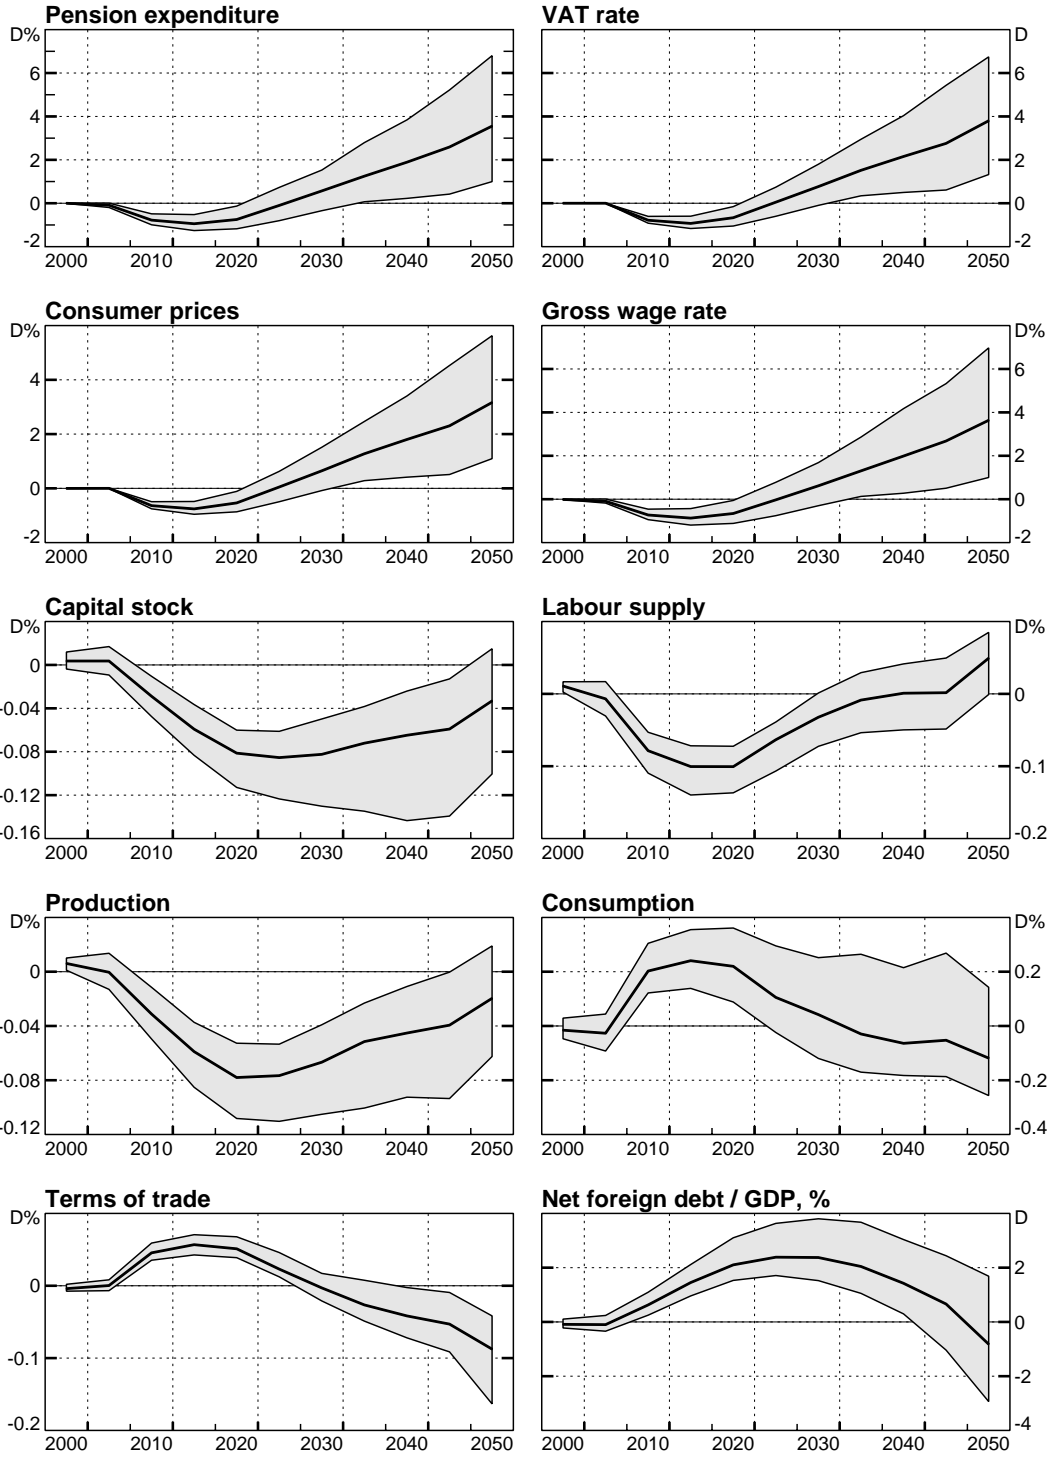 Pension expenditure
D%
6
4
2
0
-2
2000 2010 2020 2030 2040 2050
VAT rate
D
6
4
2
0
-2
2000 2010 2020 2030 2040 2050
Consumer prices
D%
4
2
0
-2
2000 2010 2020 2030 2040 2050
Gross wage rate
D%
6
4
2
0
-2
2000 2010 2020 2030 2040 2050
Capital stock
D%
0
-0.04
-0.08
-0.12
-0.16
2000 2010 2020 2030 2040 2050
Labour supply
D%
0
-0.1
-0.2
2000 2010 2020 2030 2040 2050
Production
D%
0
-0.04
-0.08
-0.12
2000 2010 2020 2030 2040 2050
Consumption
D%
0.2
0
-0.2
-0.4
2000 2010 2020 2030 2040 2050
Terms of trade
D%
0
-0.1
-0.2
2000 2010 2020 2030 2040 2050
Net foreign debt / GDP, %
D
2
0
-2
-4
2000 2010 2020 2030 2040 2050